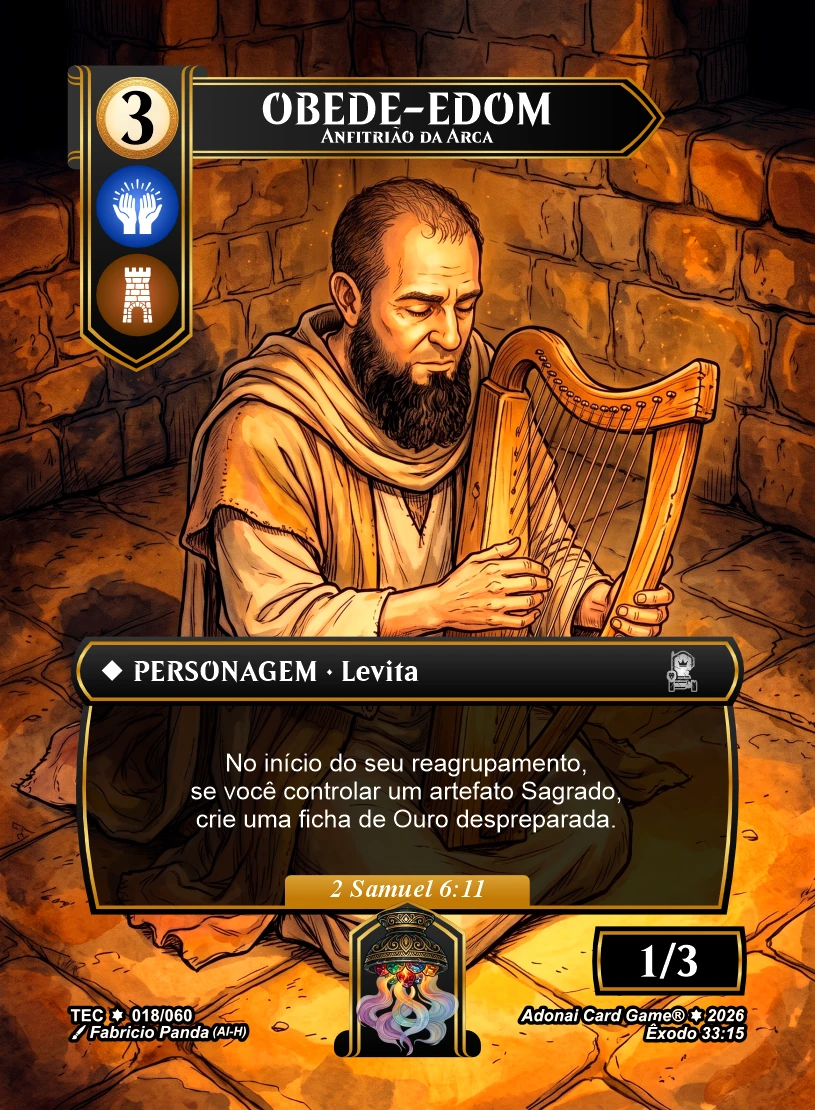 3
OBEDE-EDOM
ANFITRIÃO DA ARCA
◆ PERSONAGEM · Levita
No início do seu reagrupamento,
se você controlar um artefato Sagrado,
crie uma ficha de Ouro despreparada.
2 Samuel 6:11
1/3
TEC ✶ 018/060
Fabricio Panda (AI-H)
Adonai Card Game® ✶ 2026
Êxodo 33:15